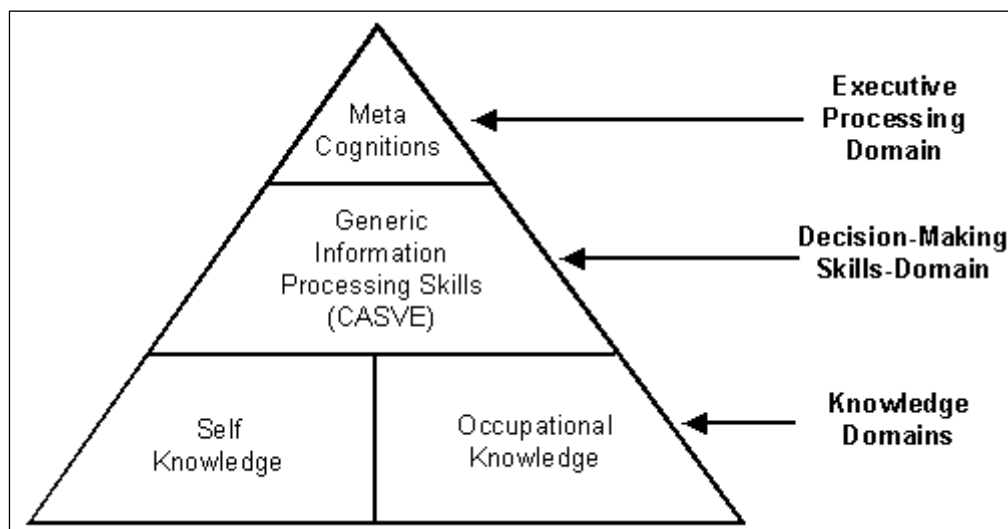 Meta
Cognitions
Executive
Processing
Domain
Generic
Information
Processing Skills
(CASVE)
Decision-Making
Skills-Domain
Self
Knowledge
Occupational
Knowledge
Knowledge
Domains